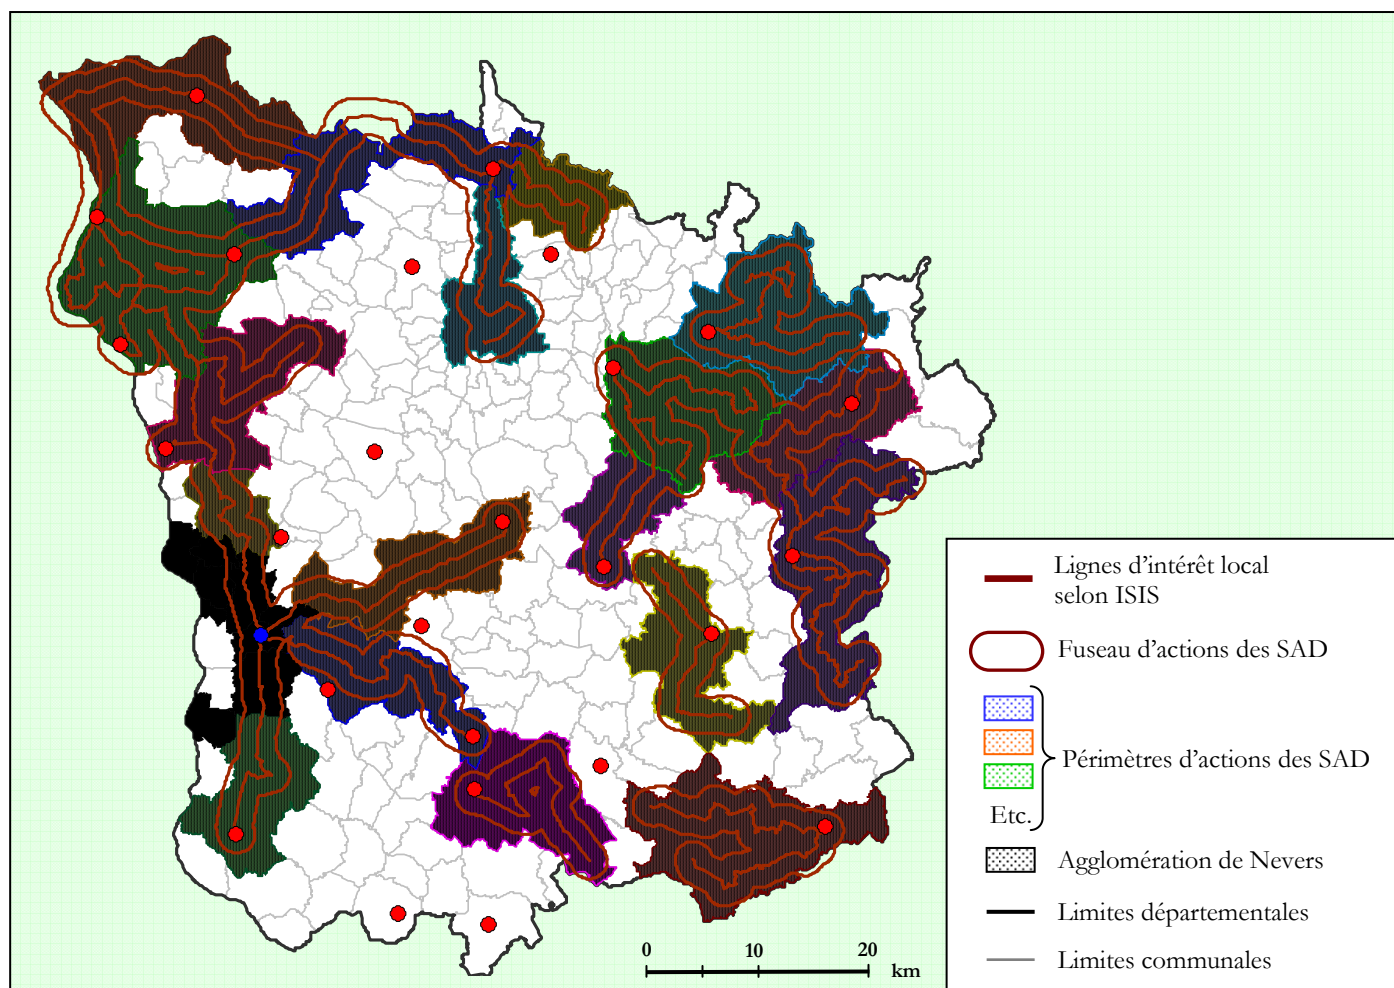 Lignes d’intérêt local
selon ISIS
Fuseau d’actions des SAD
Périmètres d’actions des SAD
Etc.
Agglomération de Nevers
Limites départementales
Limites communales
0 10 20
km